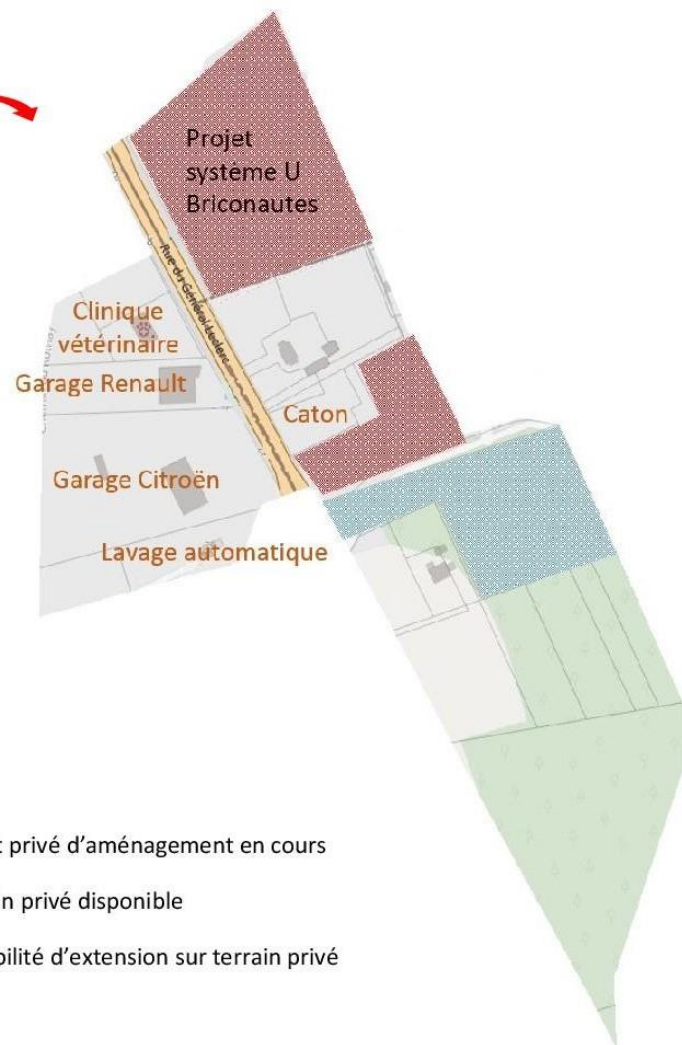 Projet
système U
Briconautes
Rue du Général Leclerc
Clinique
vétérinaire
Garage Renault
Caton
Garage Citroën
Lavage automatique
t privé d'aménagement en cours
n privé disponible
bilité d'extension sur terrain privé